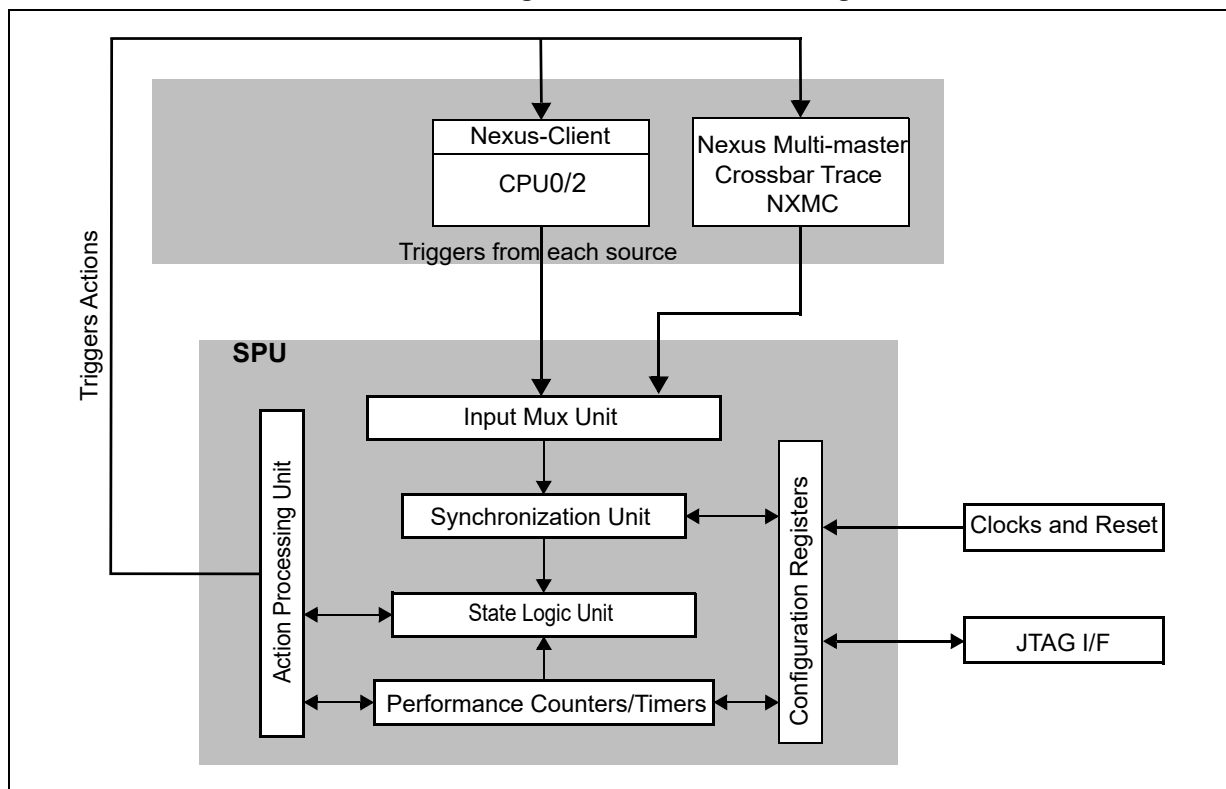 Nexus-Client
CPU0/2
Nexus Multi-master
Crossbar Trace
NXMC
Triggers from each source
Triggers Actions
SPU
Input Mux Unit
Synchronization Unit
State Logic Unit
Performance Counters/Timers
Action Processing Unit
Configuration Registers
Clocks and Reset
JTAG I/F